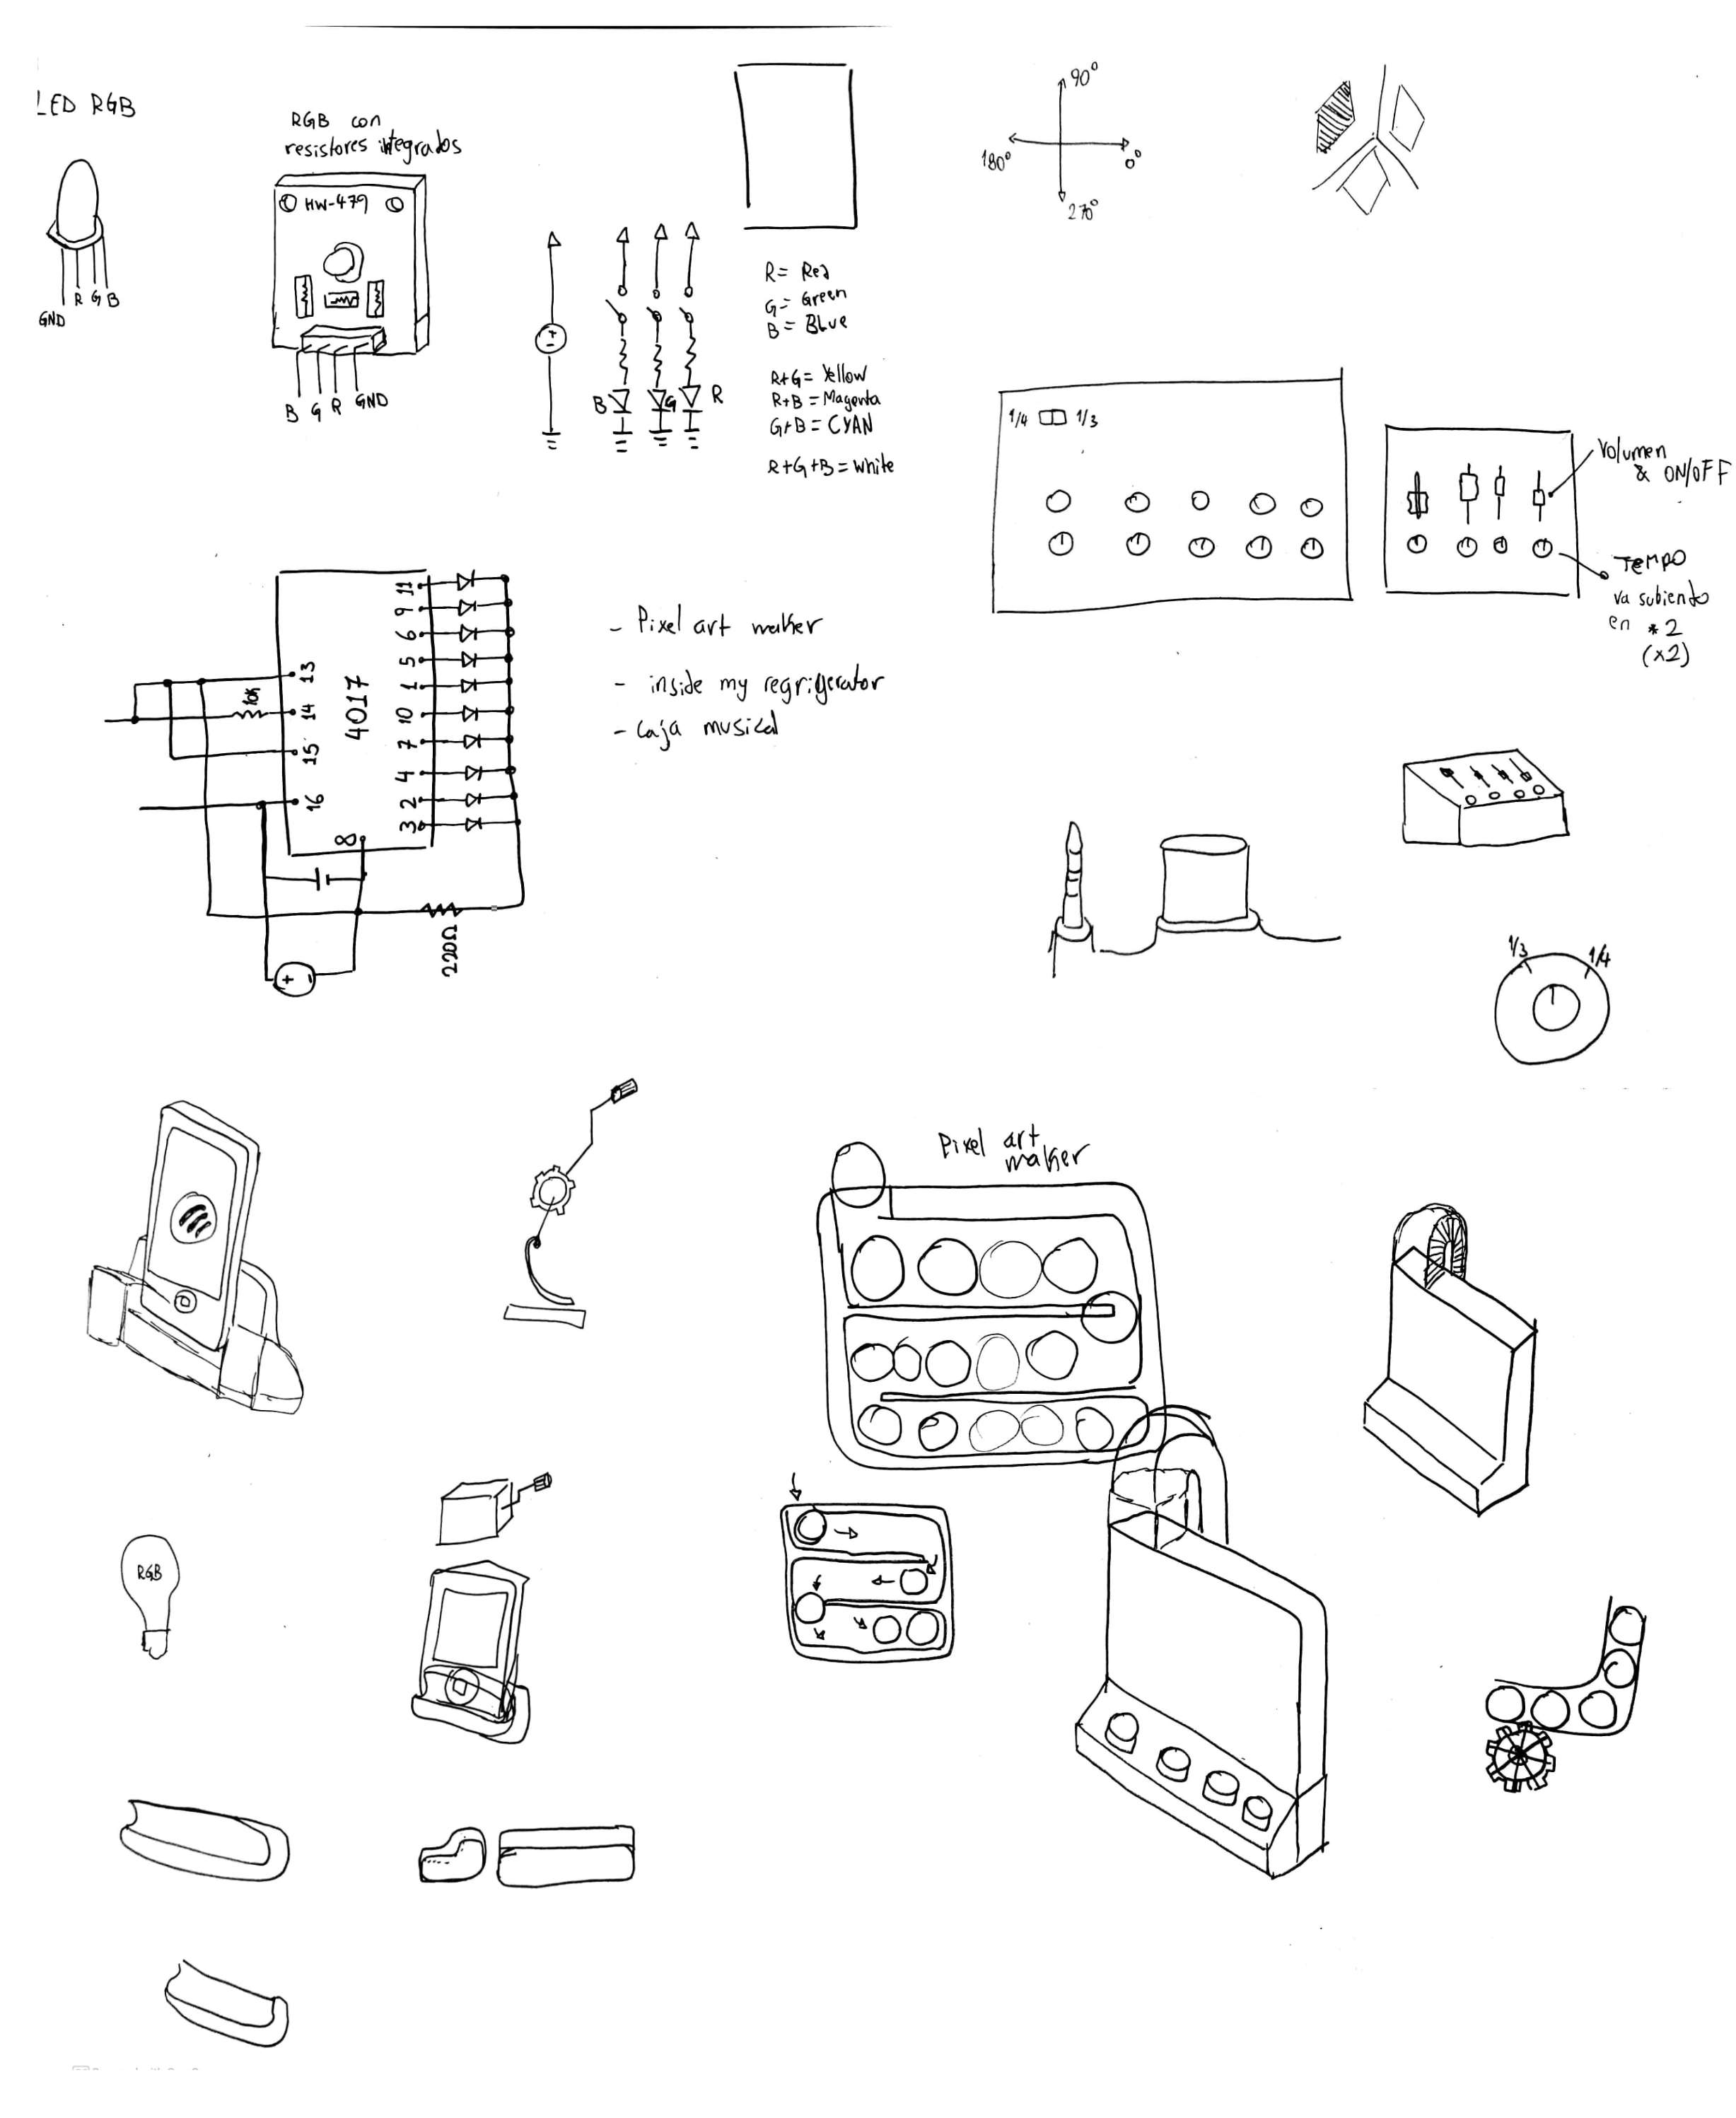 LED RGB
GND
R G B
RGB con
resistores integrados
HW-479
B G R GND
+
-
B
G
R
R= Red
G= Green
B= Blue
R+G= Yellow
R+B= Magenta
G+B= CYAN
R+G+B= white
90°
180°
0°
270°
1/4
1/3
Volumen
& ON/OFF
TEMPO
va subiendo
en *2
(x2)
4017
13
14
15
16
8
10K
11
9
6
5
1
10
7
4
2
3
220Ω
+
-
- Pixel art maker
- inside my regrigerator
- caja musical
1/3
1/4
Pixel art
maker
RGB